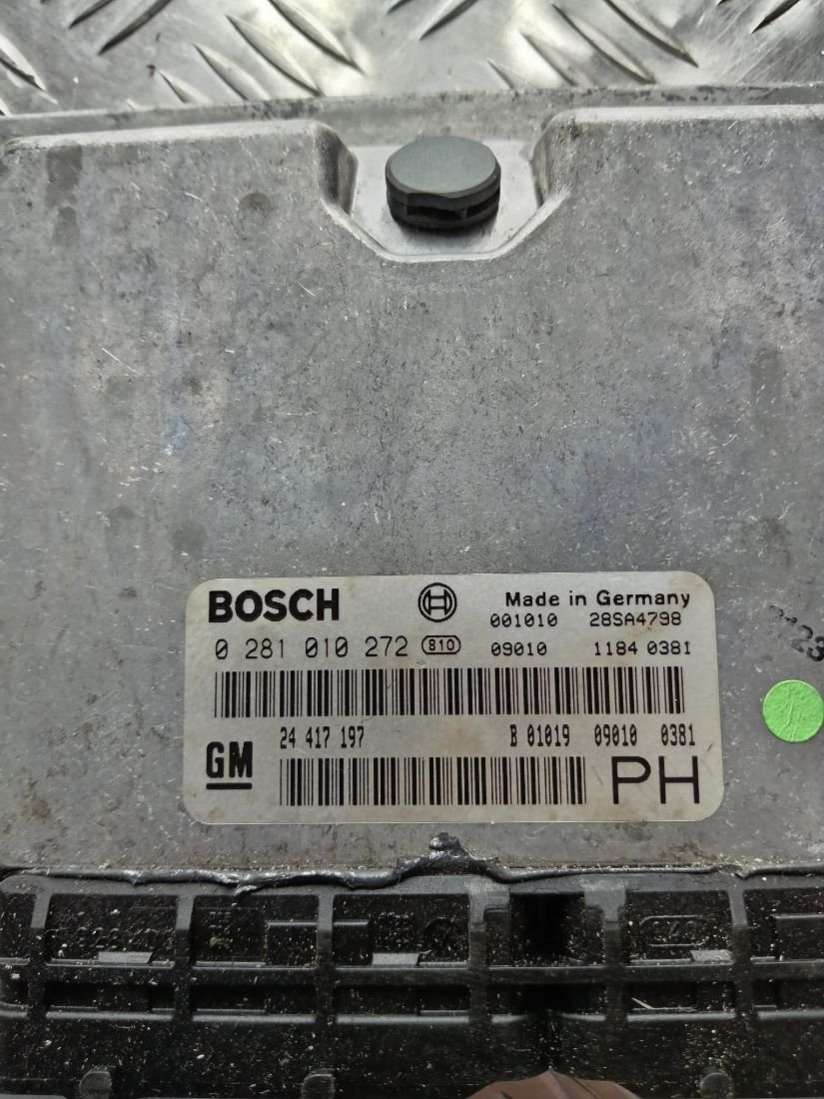 BOSCH Made in Germany
001010 28SA4798
0 281 010 272 810 09010 1184 0381
24 417 197 B 01019 09010 0381
GM PH